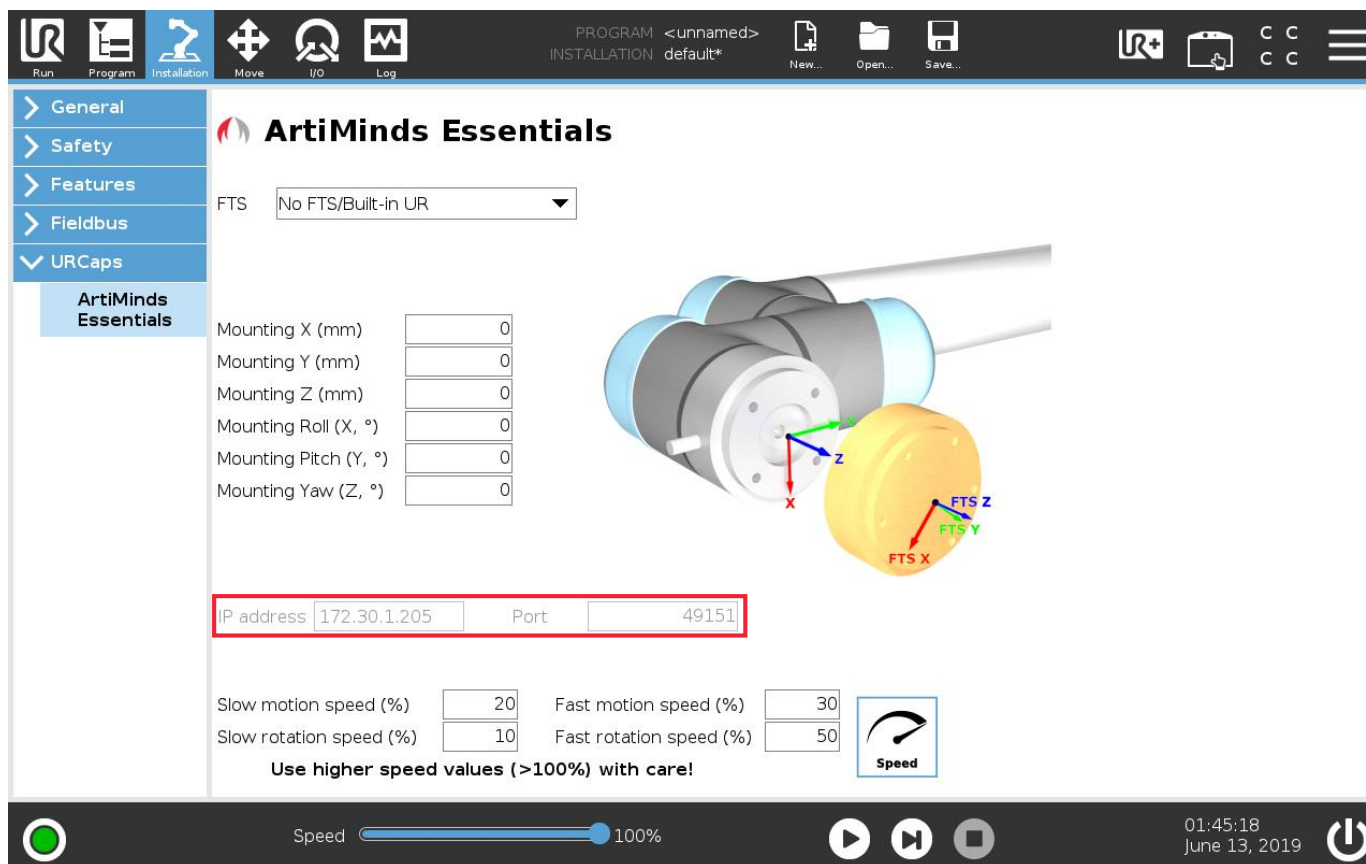 PROGRAM <unnamed>
INSTALLATION default*
Run Program Installation Move I/O Log New... Open... Save...
UR+
C C
C C
General
Safety
Features
Fieldbus
URCaps
ArtiMinds
Essentials
ArtiMinds Essentials
FTS No FTS/Built-in UR
Mounting X (mm) 0
Mounting Y (mm) 0
Mounting Z (mm) 0
Mounting Roll (X, °) 0
Mounting Pitch (Y, °) 0
Mounting Yaw (Z, °) 0
Y
Z
X
FTS Z
FTS Y
FTS X
IP address 172.30.1.205 Port 49151
Slow motion speed (%) 20 Fast motion speed (%) 30
Slow rotation speed (%) 10 Fast rotation speed (%) 50
Use higher speed values (>100%) with care!
Speed
Speed 100%
01:45:18
June 13, 2019